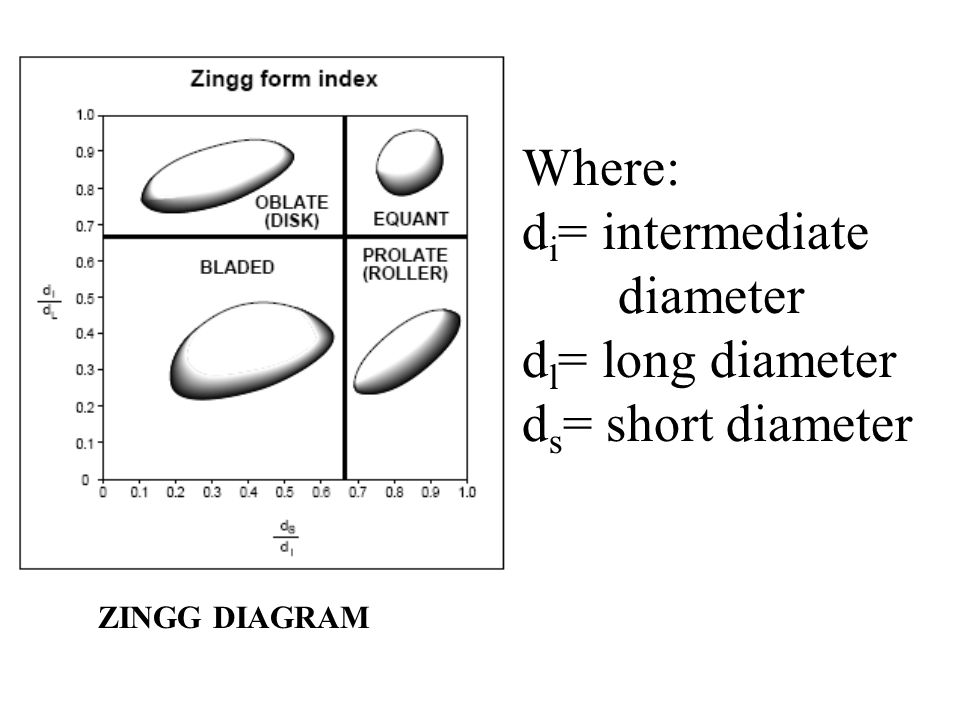 Zingg form index
1.0
0.9
0.8
0.7
0.6
0.5
0.4
0.3
0.2
0.1
0
OBLATE
(DISK)
EQUANT
BLADED
PROLATE
(ROLLER)
dI
dL
0 0.1 0.2 0.3 0.4 0.5 0.6 0.7 0.8 0.9 1.0
dS
dI
Where:
di= intermediate
diameter
dl= long diameter
ds= short diameter
ZINGG DIAGRAM